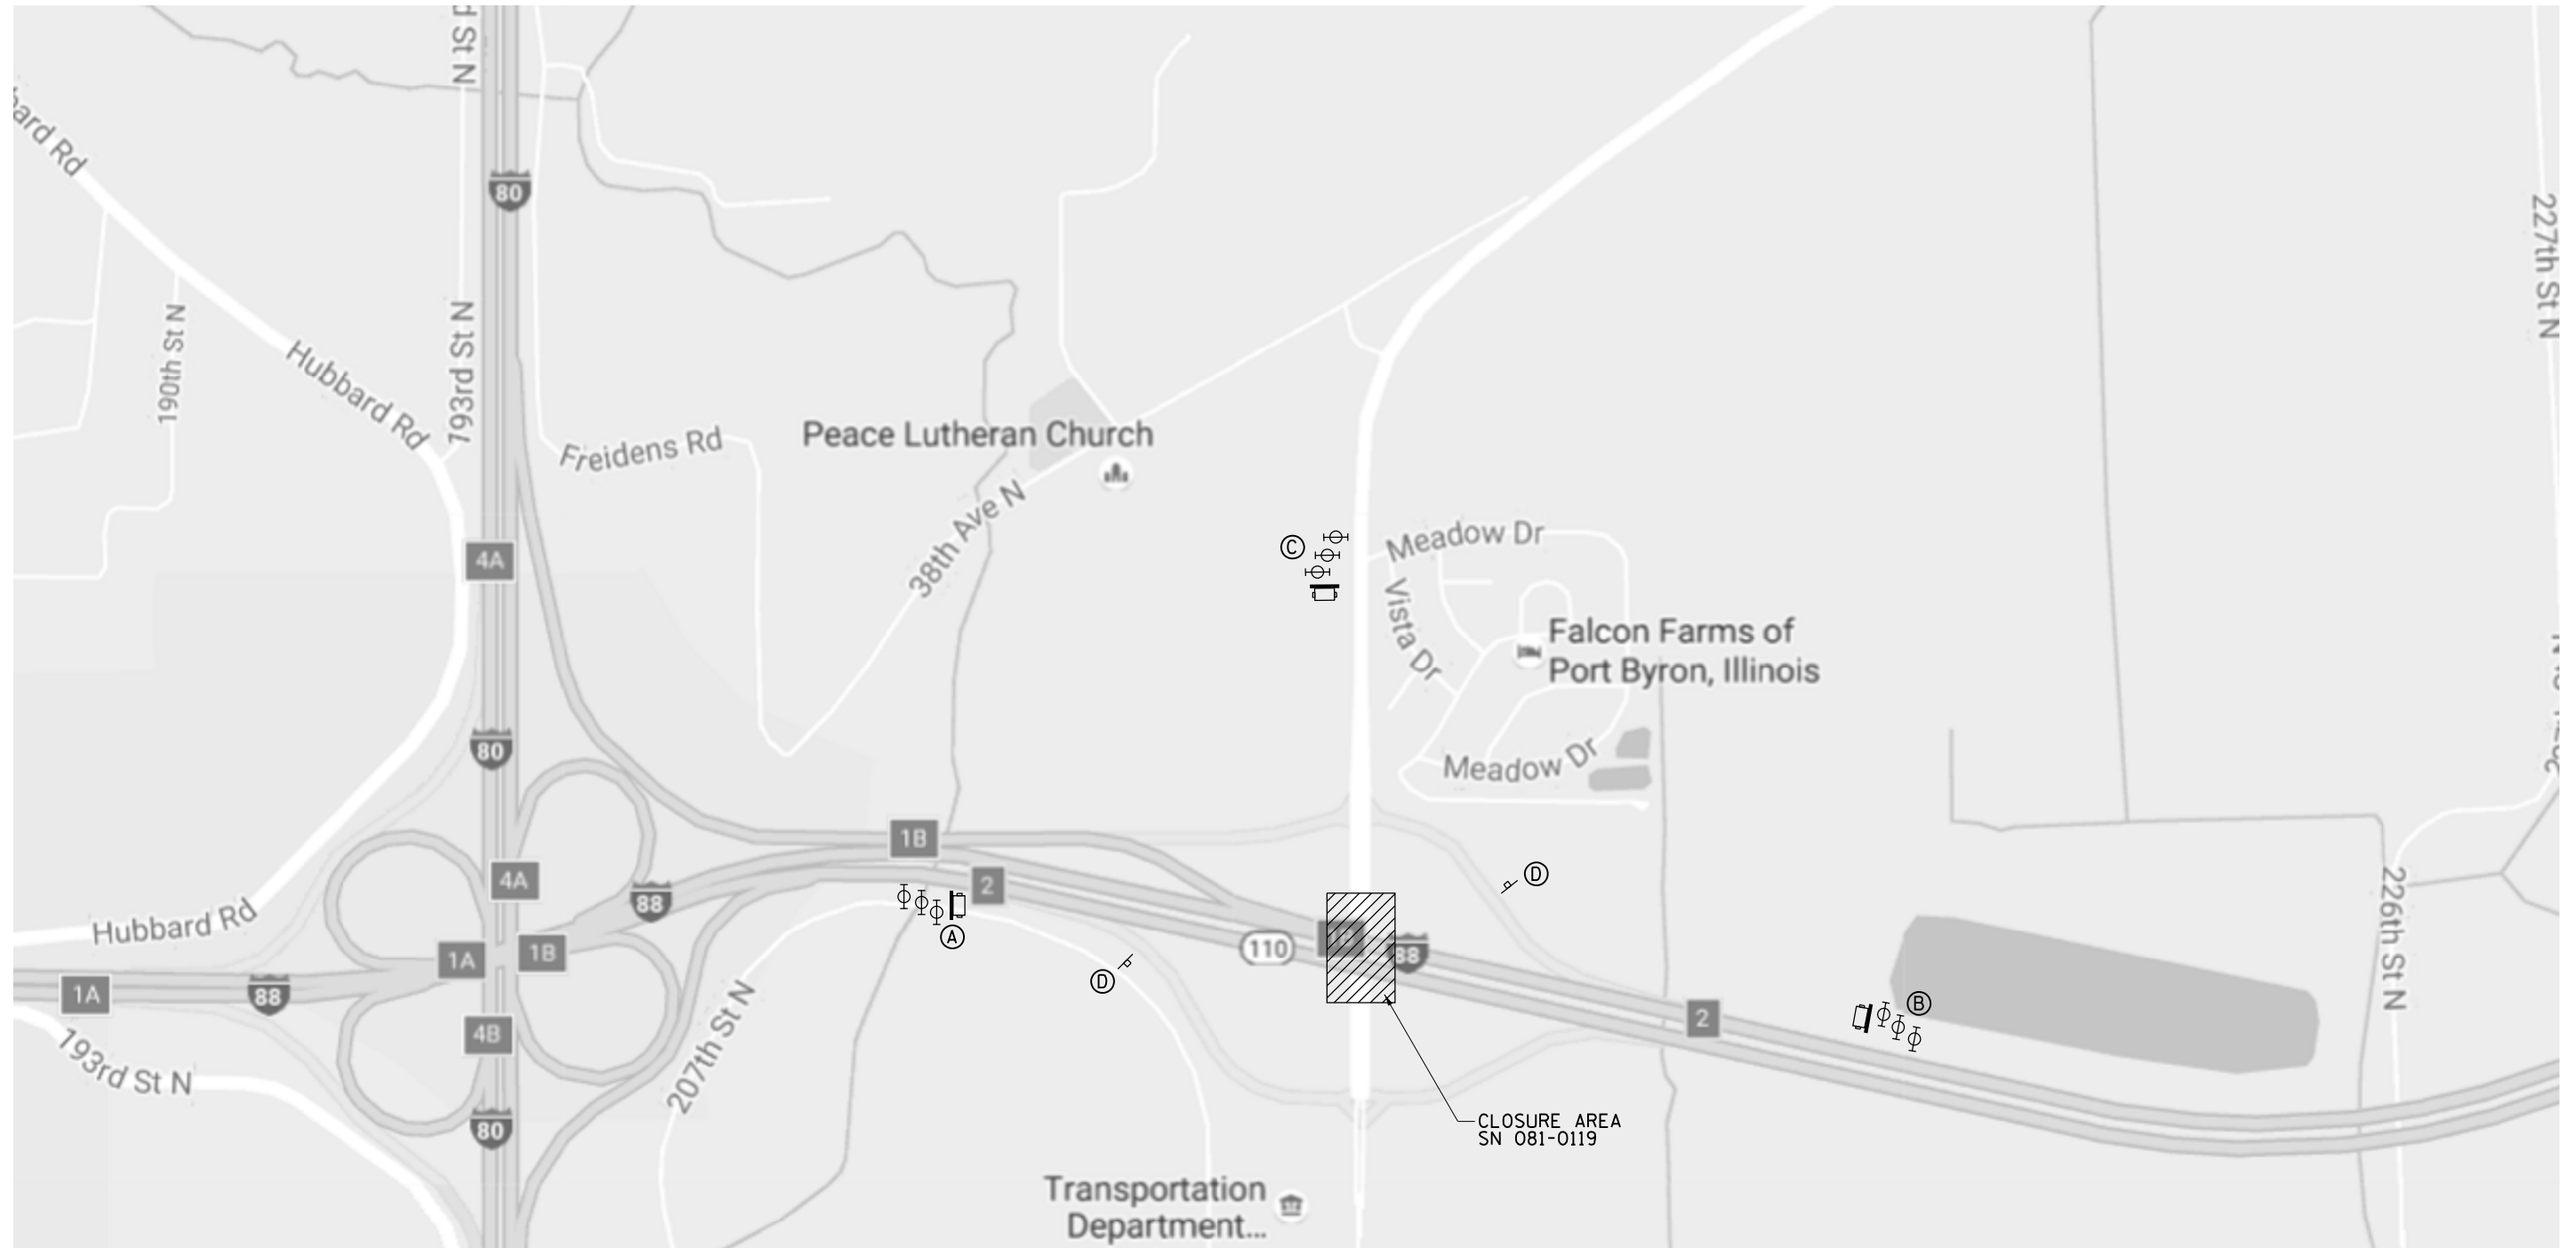 St N
80
227th St N
190th St N
Hubbard Rd
193rd St N
Peace Lutheran Church
Freidens Rd
38th Ave N
4A
C
Meadow Dr
Vista Dr
Falcon Farms of
Port Byron, Illinois
80
Meadow Dr
1B
4A
2
D
88
Hubbard Rd
A
226th St N
1A
1B
110
88
D
1A
88
2
B
4B
207th St N
193rd St N
80
CLOSURE AREA
SN 081-0119
Transportation
Department...